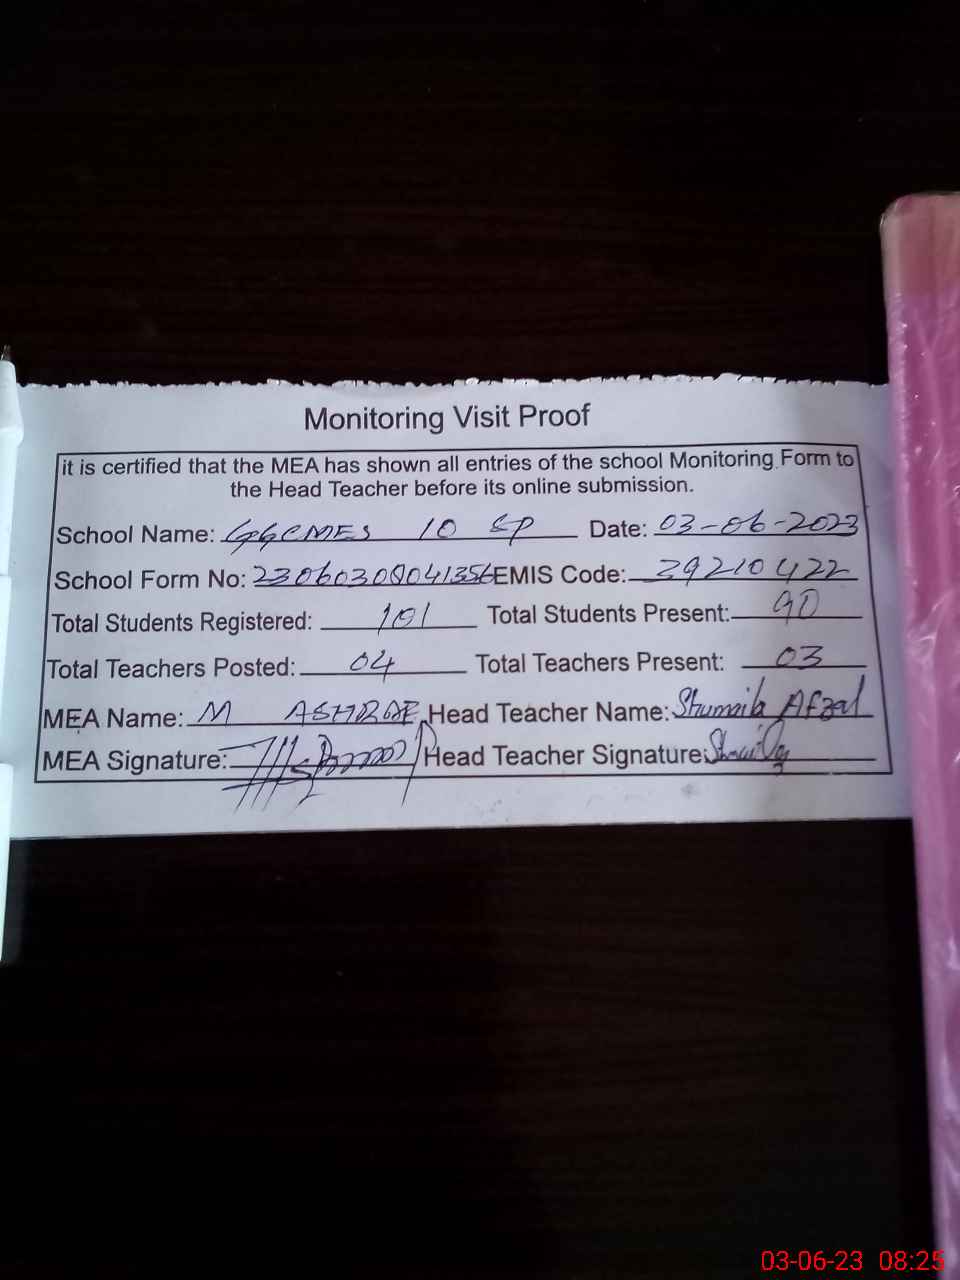 Monitoring Visit Proof
it is certified that the MEA has shown all entries of the school Monitoring Form to
the Head Teacher before its online submission.
School Name: GGCMES 10 SP Date: 03-06-2023
School Form No: 23060300041356 EMIS Code: 39210422
Total Students Registered: 101 Total Students Present: 90
Total Teachers Posted: 04 Total Teachers Present: 03
MEA Name: M ASHRAF Head Teacher Name: Shumaila Afzal
MEA Signature: Head Teacher Signature:
03-06-23 08:25